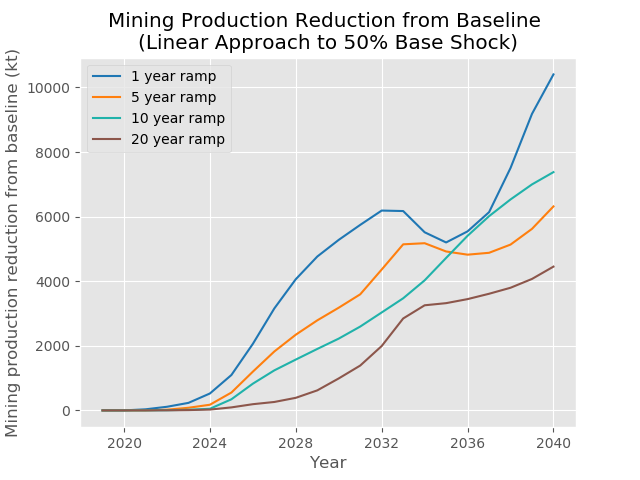 Mining Production Reduction from Baseline
(Linear Approach to 50% Base Shock)
Mining production reduction from baseline (kt)
10000
8000
6000
4000
2000
0
1 year ramp
5 year ramp
10 year ramp
20 year ramp
2020
2024
2028
2032
2036
2040
Year